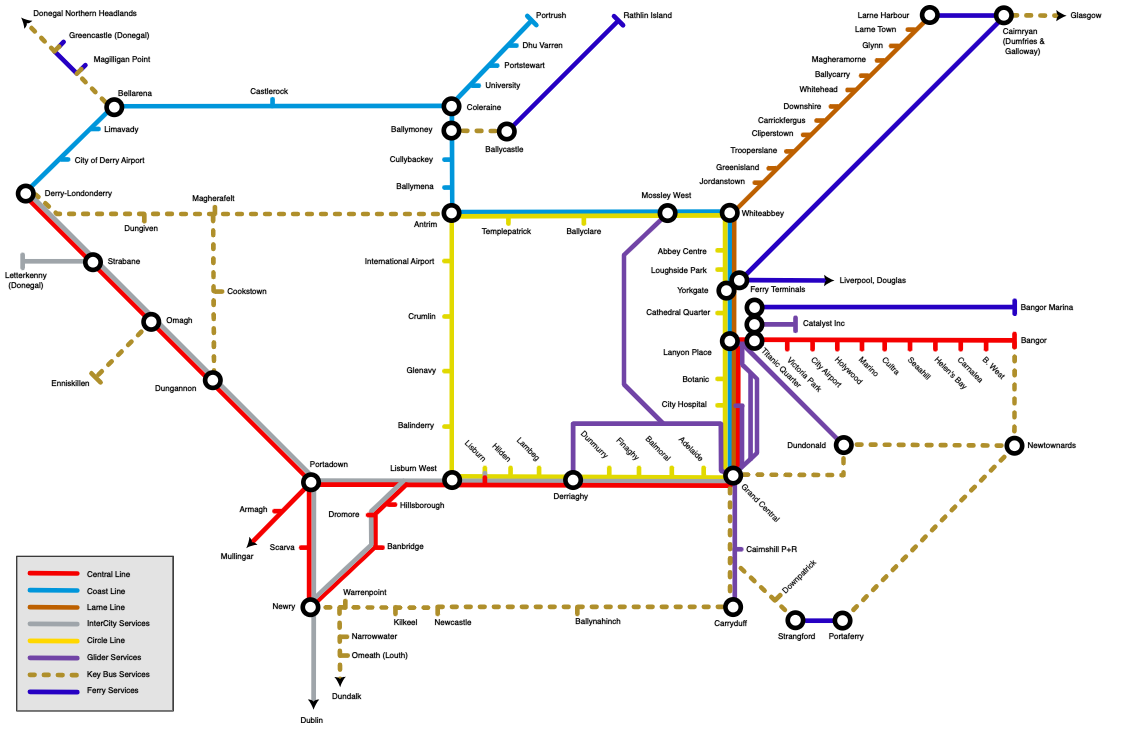 Donegal Northern Headlands
Greencastle (Donegal)
Magilligan Point
Bellarena
Castlerock
Limavady
City of Derry Airport
Derry-Londonderry
Portrush
Dhu Varren
Portstewart
University
Coleraine
Rathlin Island
Ballymoney
Ballycastle
Cullybackey
Ballymena
Antrim
Larne Harbour
Larne Town
Glynn
Magheramorne
Ballycarry
Whitehead
Downshire
Carrickfergus
Cliperstown
Trooperslane
Greenisland
Jordanstown
Cairnryan
(Dumfries &
Galloway)
Glasgow
Magherafelt
Dungiven
Cookstown
Templepatrick
Ballyclare
Mossley West
Whiteabbey
Letterkenny
(Donegal)
Strabane
Omagh
Enniskillen
Dungannon
International Airport
Crumlin
Glenavy
Balinderry
Abbey Centre
Loughside Park
Yorkgate
Ferry Terminals
Liverpool, Douglas
Cathedral Quarter
Lanyon Place
Botanic
City Hospital
Bangor Marina
Catalyst Inc
Bangor
Titanic Quarter
Victoria Park
City Airport
Holywood
Marino
Cultra
Seaahill
Helen's Bay
Carnalea
B. West
Dundonald
Newtownards
Portadown
Lisburn West
Lisburn
Hilden
Lambeg
Derriaghy
Dunmurry
Finaghy
Balmoral
Adelaide
Grand Central
Armagh
Mullingar
Scarva
Dromore
Hillsborough
Banbridge
Newry
Warrenpoint
Narrowwater
Omeath (Louth)
Dundalk
Dublin
Kilkeel
Newcastle
Ballynahinch
Cairnshill P+R
Carryduff
Downpatrick
Strangford
Portaferry
Central Line
Coast Line
Larne Line
InterCity Services
Circle Line
Glider Services
Key Bus Services
Ferry Services